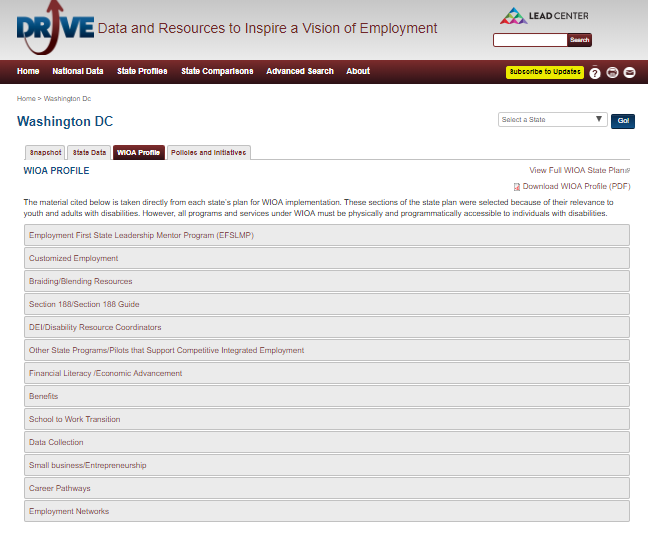 DRIVE Data and Resources to Inspire a Vision of Employment
LEAD CENTER
Search
Home National Data State Profiles State Comparisons Advanced Search About
Subscribe to Updates ?
Home > Washington Dc
Washington DC
Select a State
Go!
Snapshot State Data WIOA Profile Policies and Initiatives
WIOA PROFILE
View Full WIOA State Plan
Download WIOA Profile (PDF)
The material cited below is taken directly from each state's plan for WIOA implementation. These sections of the state plan were selected because of their relevance to
youth and adults with disabilities. However, all programs and services under WIOA must be physically and programmatically accessible to individuals with disabilities.
Employment First State Leadership Mentor Program (EFSLMP)
Customized Employment
Braiding/Blending Resources
Section 188/Section 188 Guide
DEI/Disability Resource Coordinators
Other State Programs/Pilots that Support Competitive Integrated Employment
Financial Literacy /Economic Advancement
Benefits
School to Work Transition
Data Collection
Small business/Entrepreneurship
Career Pathways
Employment Networks